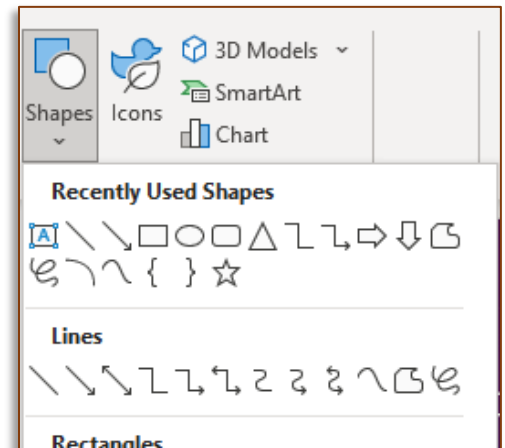 3D Models
SmartArt
Shapes Icons
Chart
Recently Used Shapes
A
{ }
Lines
Rectangles